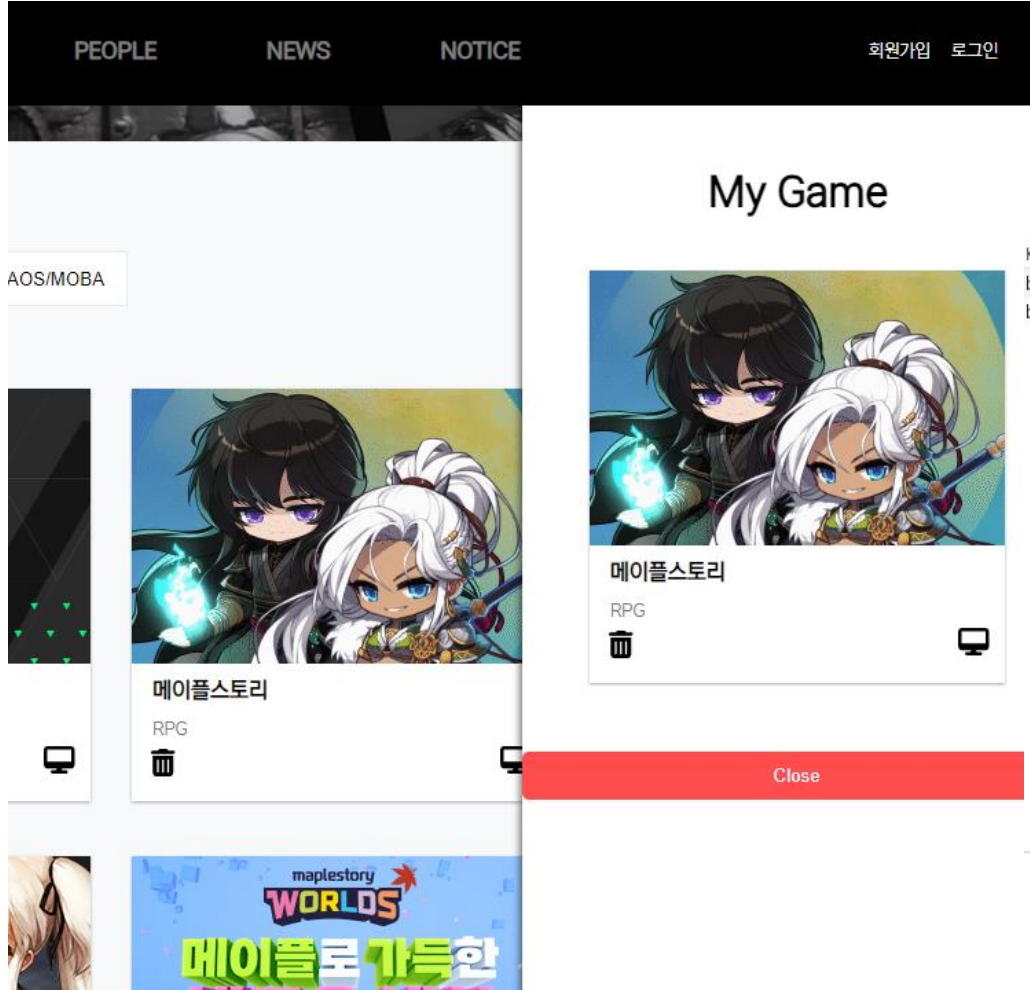 PEOPLE
NEWS
NOTICE
회원가입
로그인
My Game
AOS/MOBA
메이플스토리
RPG
메이플스토리
RPG
Close
maplestory
WORLDS
메이플로 가득한